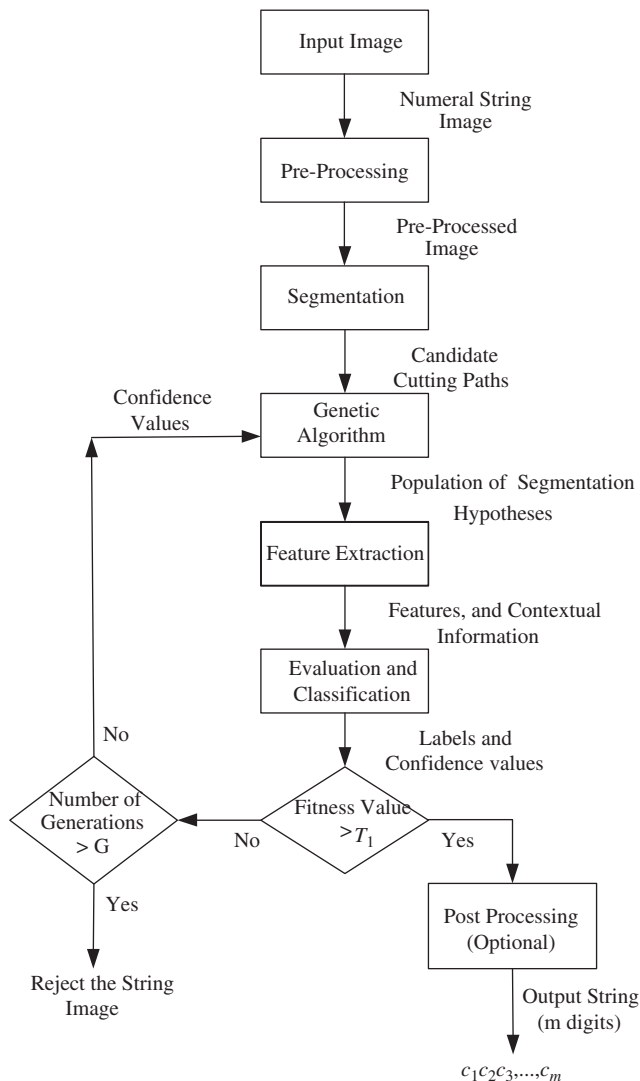 Input Image
Numeral String
Image
Pre-Processing
Pre-Processed
Image
Segmentation
Candidate
Cutting Paths
Confidence
Values
Genetic
Algorithm
Population of Segmentation
Hypotheses
Feature Extraction
Features, and Contextual
Information
Evaluation and
Classification
Labels and
Confidence values
No
Number of
Generations
> G
No
Fitness Value
>T₁
Yes
Yes
Post Processing
(Optional)
Reject the String
Image
Output String
(m digits)
c₁c₂c₃,...,cₘ